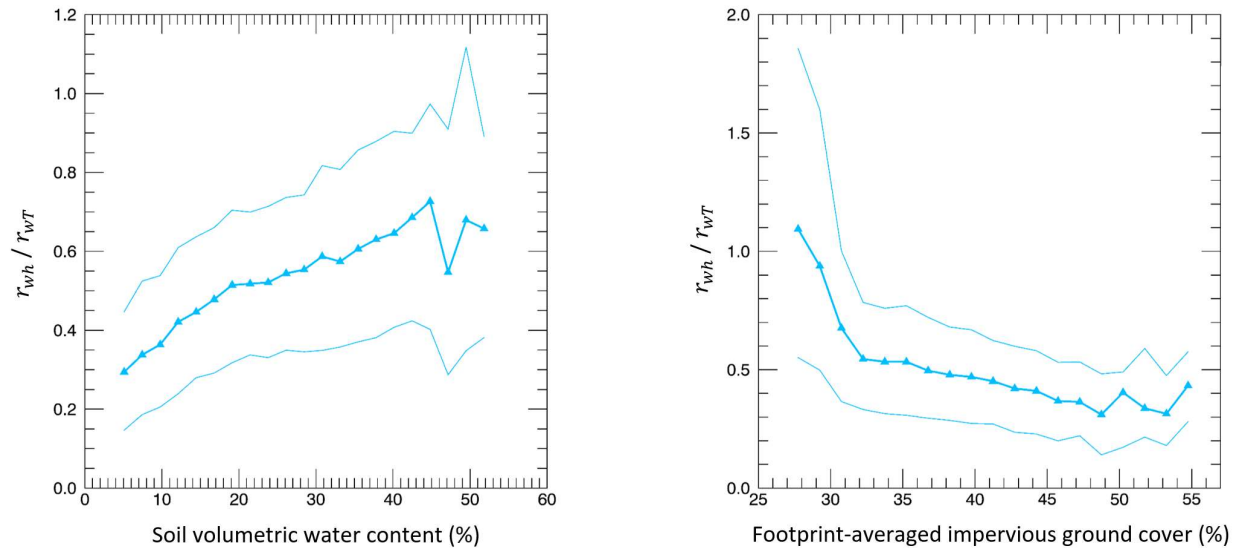 1.2
1.0
0.8
0.6
0.4
0.2
0.0
r_wh / r_wT
0 10 20 30 40 50 60
Soil volumetric water content (%)
2.0
1.5
1.0
0.5
0.0
r_wh / r_wT
25 30 35 40 45 50 55
Footprint-averaged impervious ground cover (%)